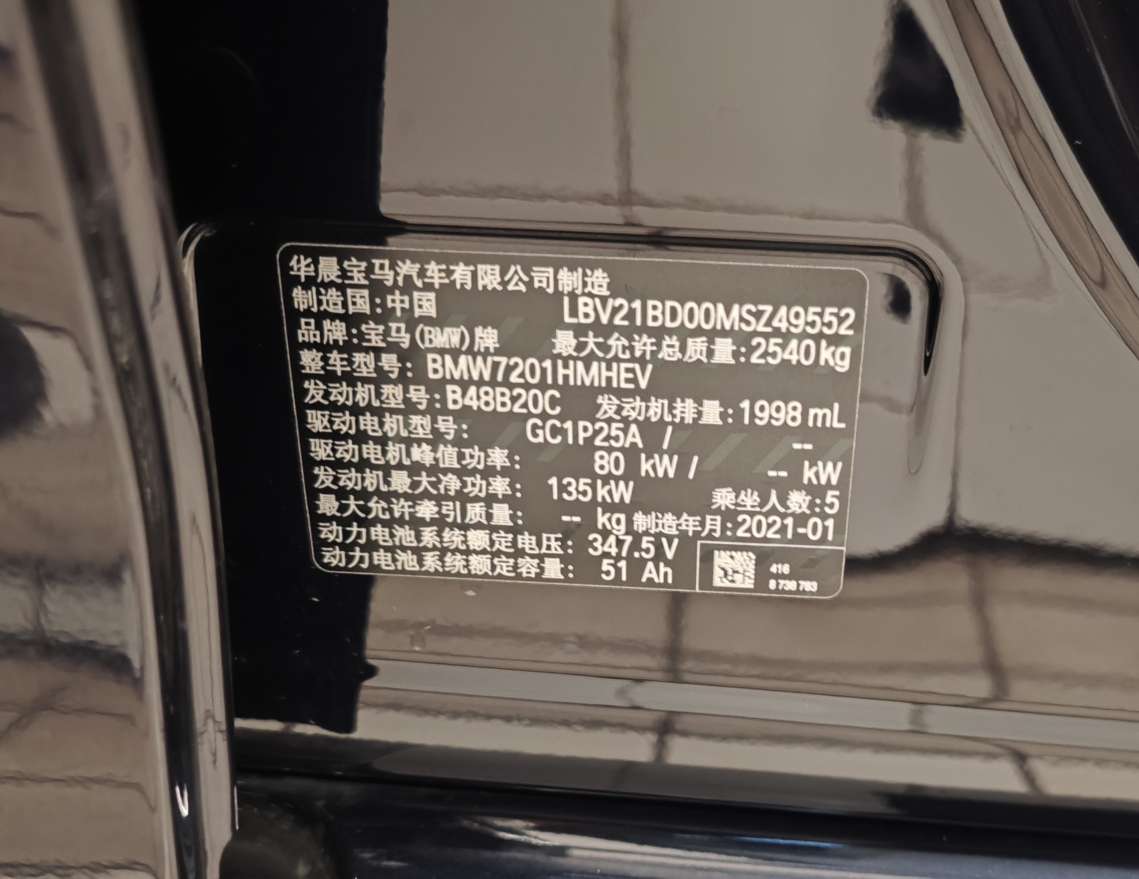 华晨宝马汽车有限公司制造
制造国:中国 LBV21BD00MSZ49552
品牌:宝马(BMW)牌 最大允许总质量:2540kg
整车型号: BMW7201HMHEV
发动机型号:B48B20C 发动机排量:1998 mL
驱动电机型号: GC1P25A / --
驱动电机峰值功率: 80 kW / -- kW
发动机最大净功率: 135kW 乘坐人数:5
最大允许牵引质量: -- kg 制造年月:2021-01
动力电池系统额定电压: 347.5 V
动力电池系统额定容量: 51 Ah
416
8 738 783